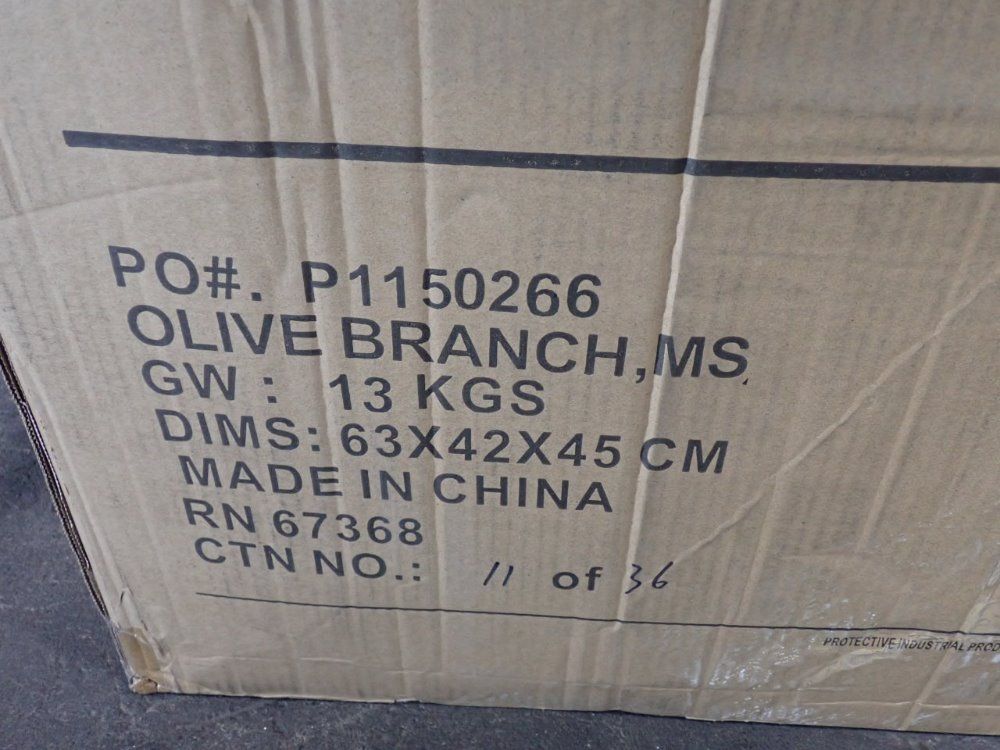 PO#. P1150266
OLIVE BRANCH,MS.
GW : 13 KGS
DIMS: 63X42X45 CM
MADE IN CHINA
RN 67368
CTN NO.: 11 of 36
PROTECTIVE INDUSTRIAL PROD